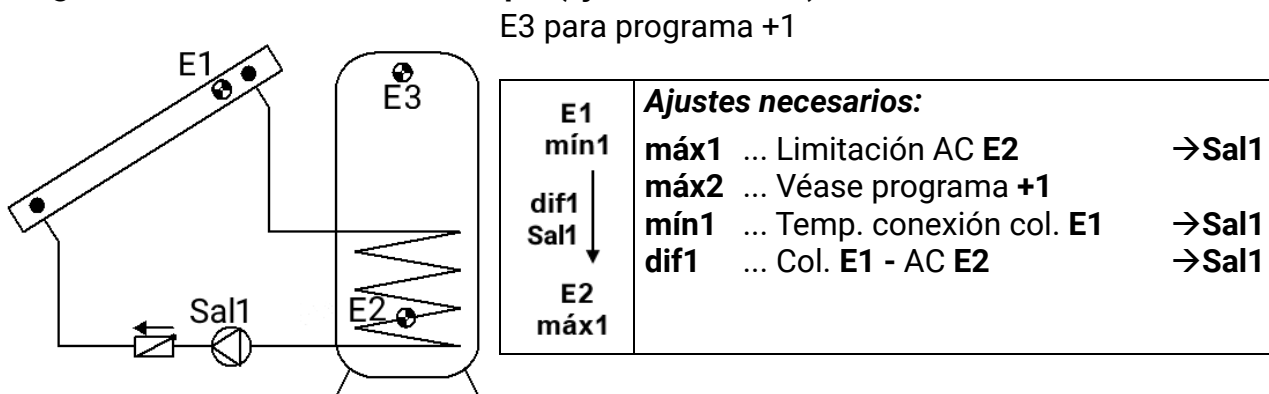 E3 para programa +1
E1
E3
Sal1
E2
E1
mín1
dif1
Sal1
E2
máx1
Ajustes necesarios:
máx1 ... Limitación AC E2 →Sal1
máx2 ... Véase programa +1
mín1 ... Temp. conexión col. E1 →Sal1
dif1 ... Col. E1 - AC E2 →Sal1